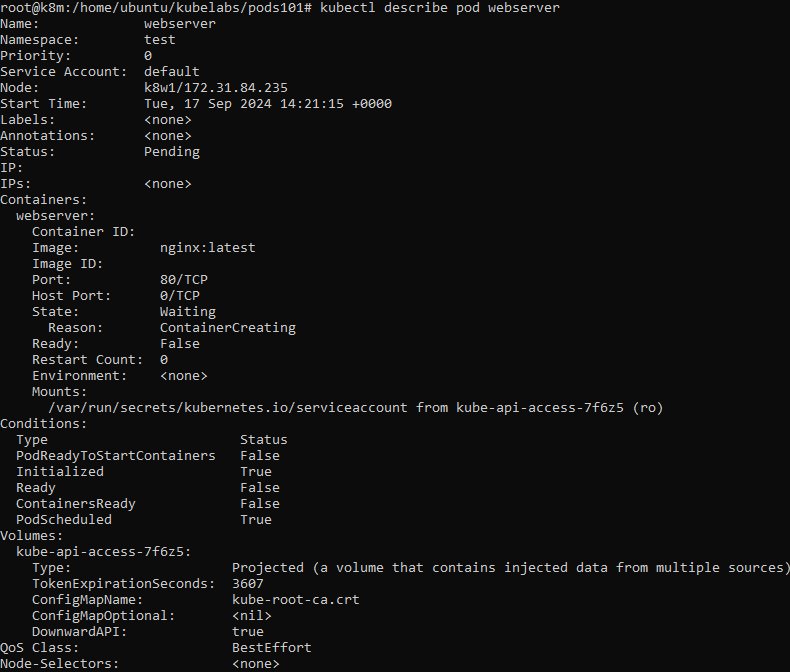 root@k8m:/home/ubuntu/kubelabs/pods101# kubectl describe pod webserver
Name:             webserver
Namespace:        test
Priority:         0
Service Account:  default
Node:             k8w1/172.31.84.235
Start Time:       Tue, 17 Sep 2024 14:21:15 +0000
Labels:           <none>
Annotations:      <none>
Status:           Pending
IP:
IPs:              <none>
Containers:
  webserver:
    Container ID:
    Image:          nginx:latest
    Image ID:
    Port:           80/TCP
    Host Port:      0/TCP
    State:          Waiting
      Reason:       ContainerCreating
    Ready:          False
    Restart Count:  0
    Environment:    <none>
    Mounts:
      /var/run/secrets/kubernetes.io/serviceaccount from kube-api-access-7f6z5 (ro)
Conditions:
  Type                        Status
  PodReadyToStartContainers   False
  Initialized                 True
  Ready                       False
  ContainersReady             False
  PodScheduled                True
Volumes:
  kube-api-access-7f6z5:
    Type:                    Projected (a volume that contains injected data from multiple sources)
    TokenExpirationSeconds:  3607
    ConfigMapName:           kube-root-ca.crt
    ConfigMapOptional:       <nil>
    DownwardAPI:             true
QoS Class:                   BestEffort
Node-Selectors:              <none>